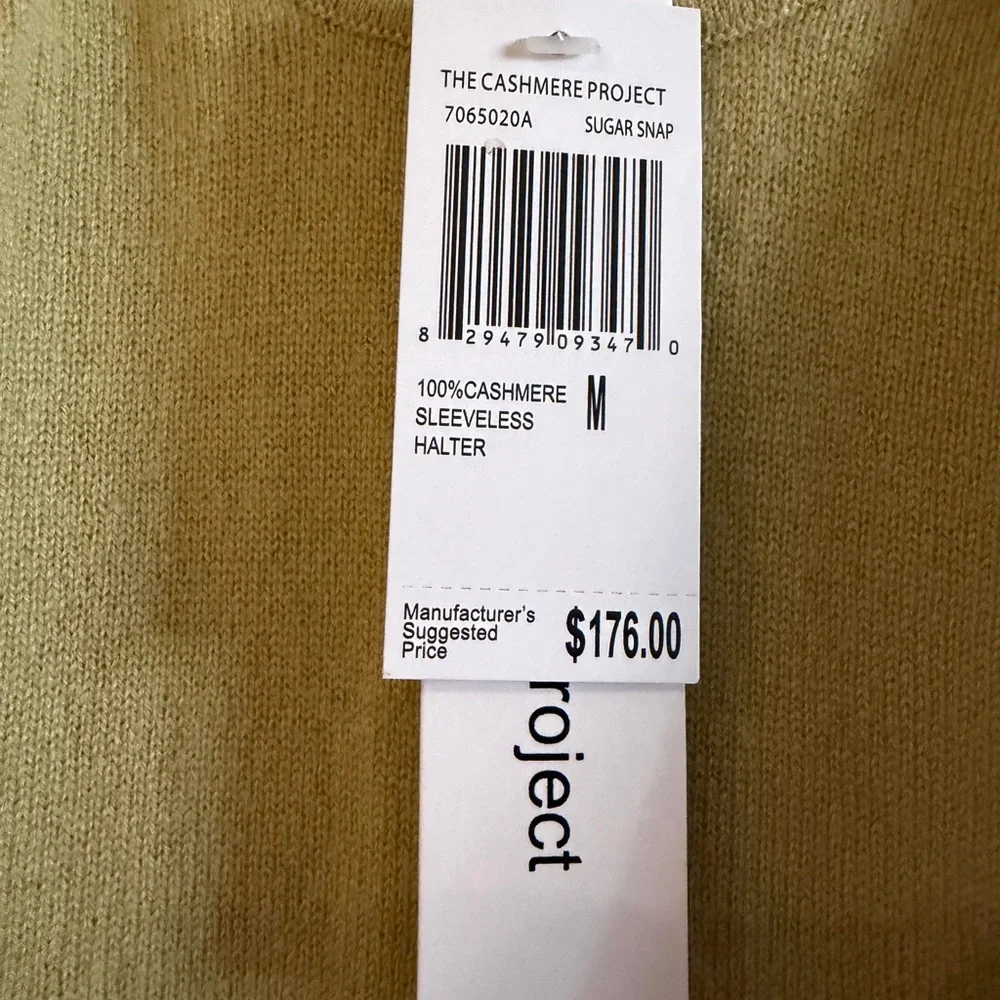 THE CASHMERE PROJECT
7065020A SUGAR SNAP
8 29479 09347 0
100%CASHMERE M
SLEEVELESS
HALTER
Manufacturer's
Suggested
Price
$176.00
roject